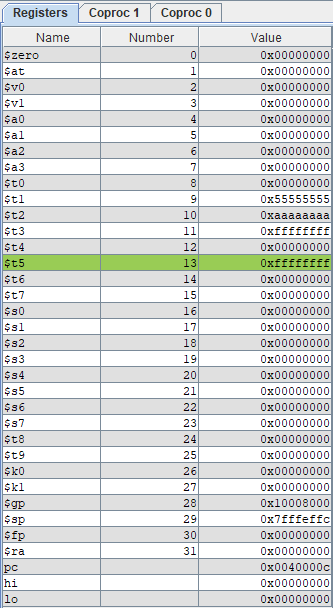 Registers Coproc 1 Coproc 0
Name Number Value
$zero 0 0x00000000
$at 1 0x00000000
$v0 2 0x00000000
$v1 3 0x00000000
$a0 4 0x00000000
$a1 5 0x00000000
$a2 6 0x00000000
$a3 7 0x00000000
$t0 8 0x00000000
$t1 9 0x55555555
$t2 10 0xaaaaaaaa
$t3 11 0xffffffff
$t4 12 0x00000000
$t5 13 0xffffffff
$t6 14 0x00000000
$t7 15 0x00000000
$s0 16 0x00000000
$s1 17 0x00000000
$s2 18 0x00000000
$s3 19 0x00000000
$s4 20 0x00000000
$s5 21 0x00000000
$s6 22 0x00000000
$s7 23 0x00000000
$t8 24 0x00000000
$t9 25 0x00000000
$k0 26 0x00000000
$k1 27 0x00000000
$gp 28 0x10008000
$sp 29 0x7fffeffc
$fp 30 0x00000000
$ra 31 0x00000000
pc 0x0040000c
hi 0x00000000
lo 0x00000000